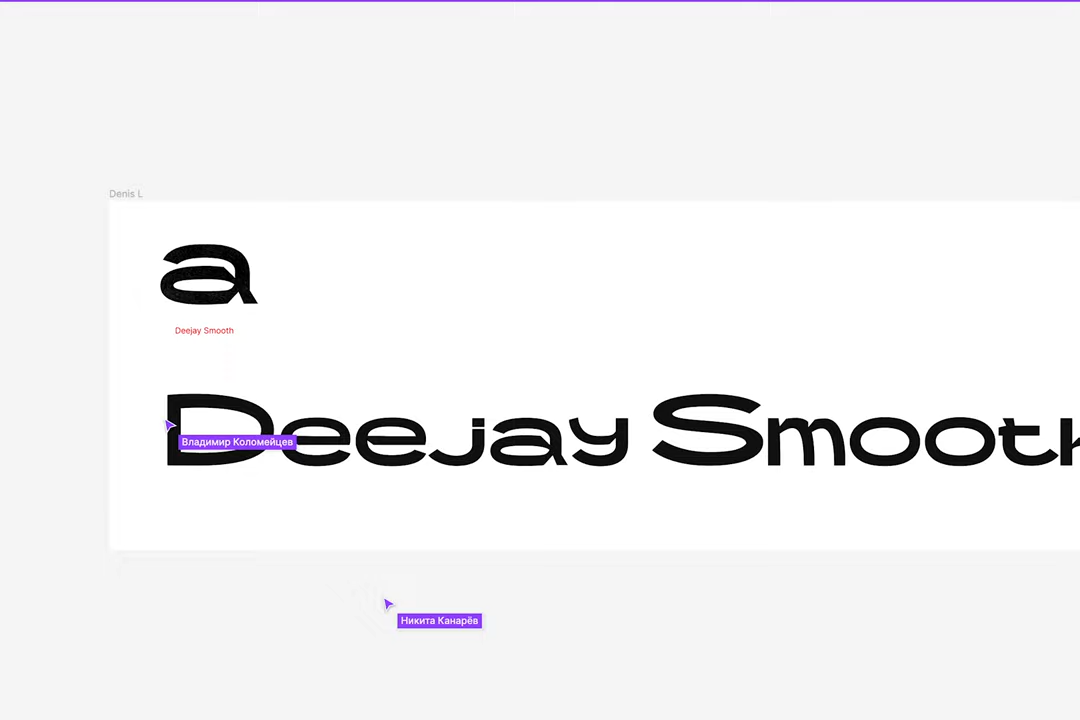 Denis L
a
Deejay Smooth
Deejay Smooth
Владимир Коломейцев
Никита Канарёв